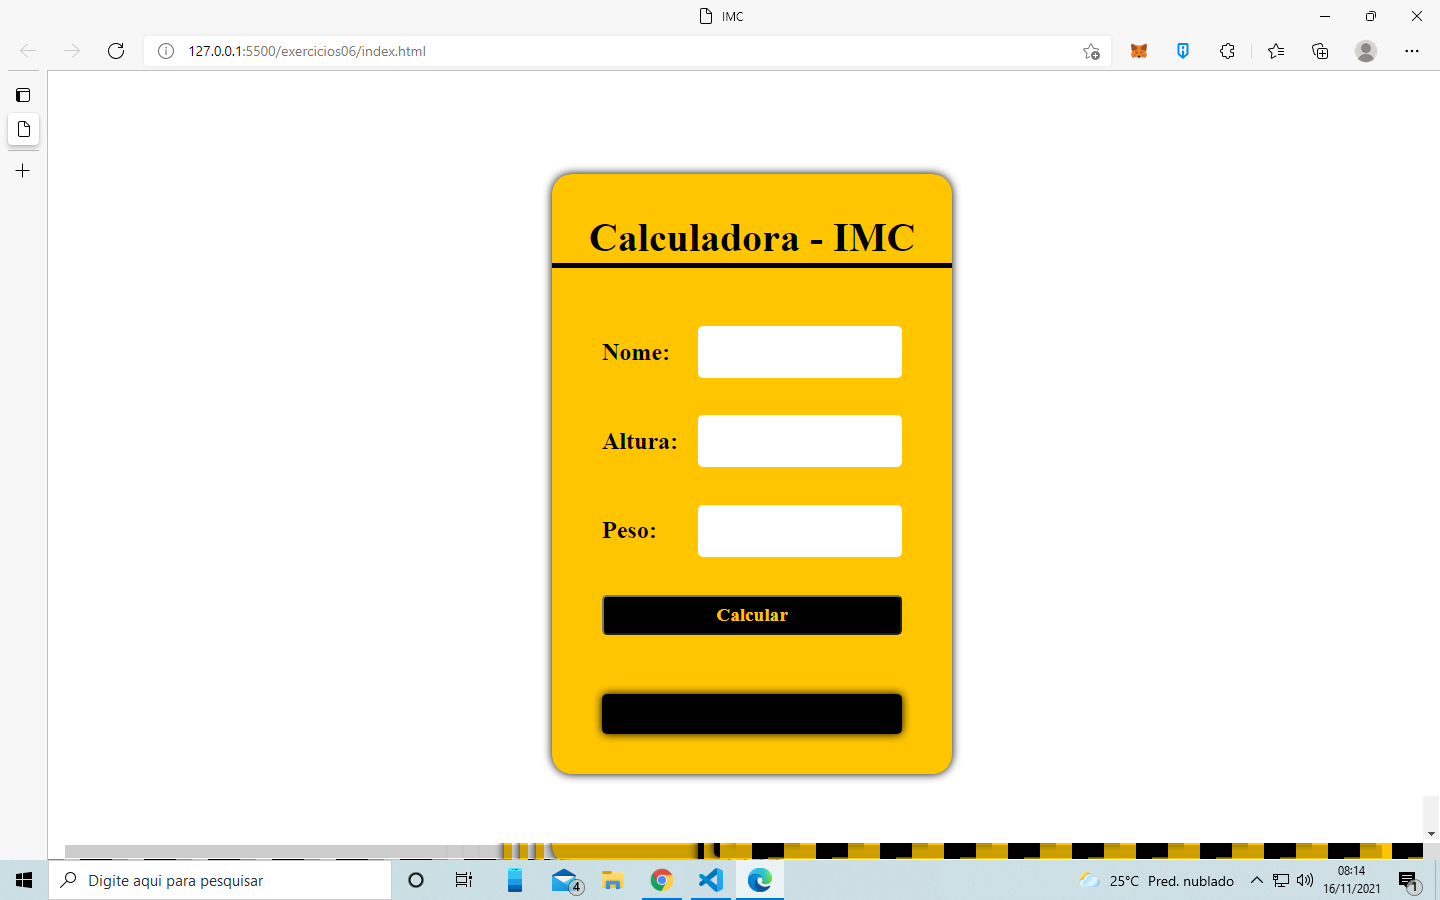 IMC
127.0.0.1:5500/exercicios06/index.html
Calculadora - IMC
Nome:
Altura:
Peso:
Calcular
Digite aqui para pesquisar
4
25°C Pred. nublado
08:14
16/11/2021
1